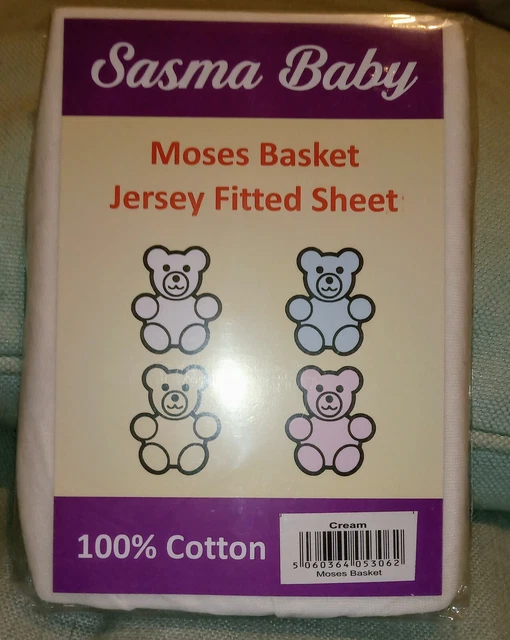 Sasma Baby
Moses Basket
Jersey Fitted Sheet
100% Cotton
Cream
5 060364 053062
Moses Basket